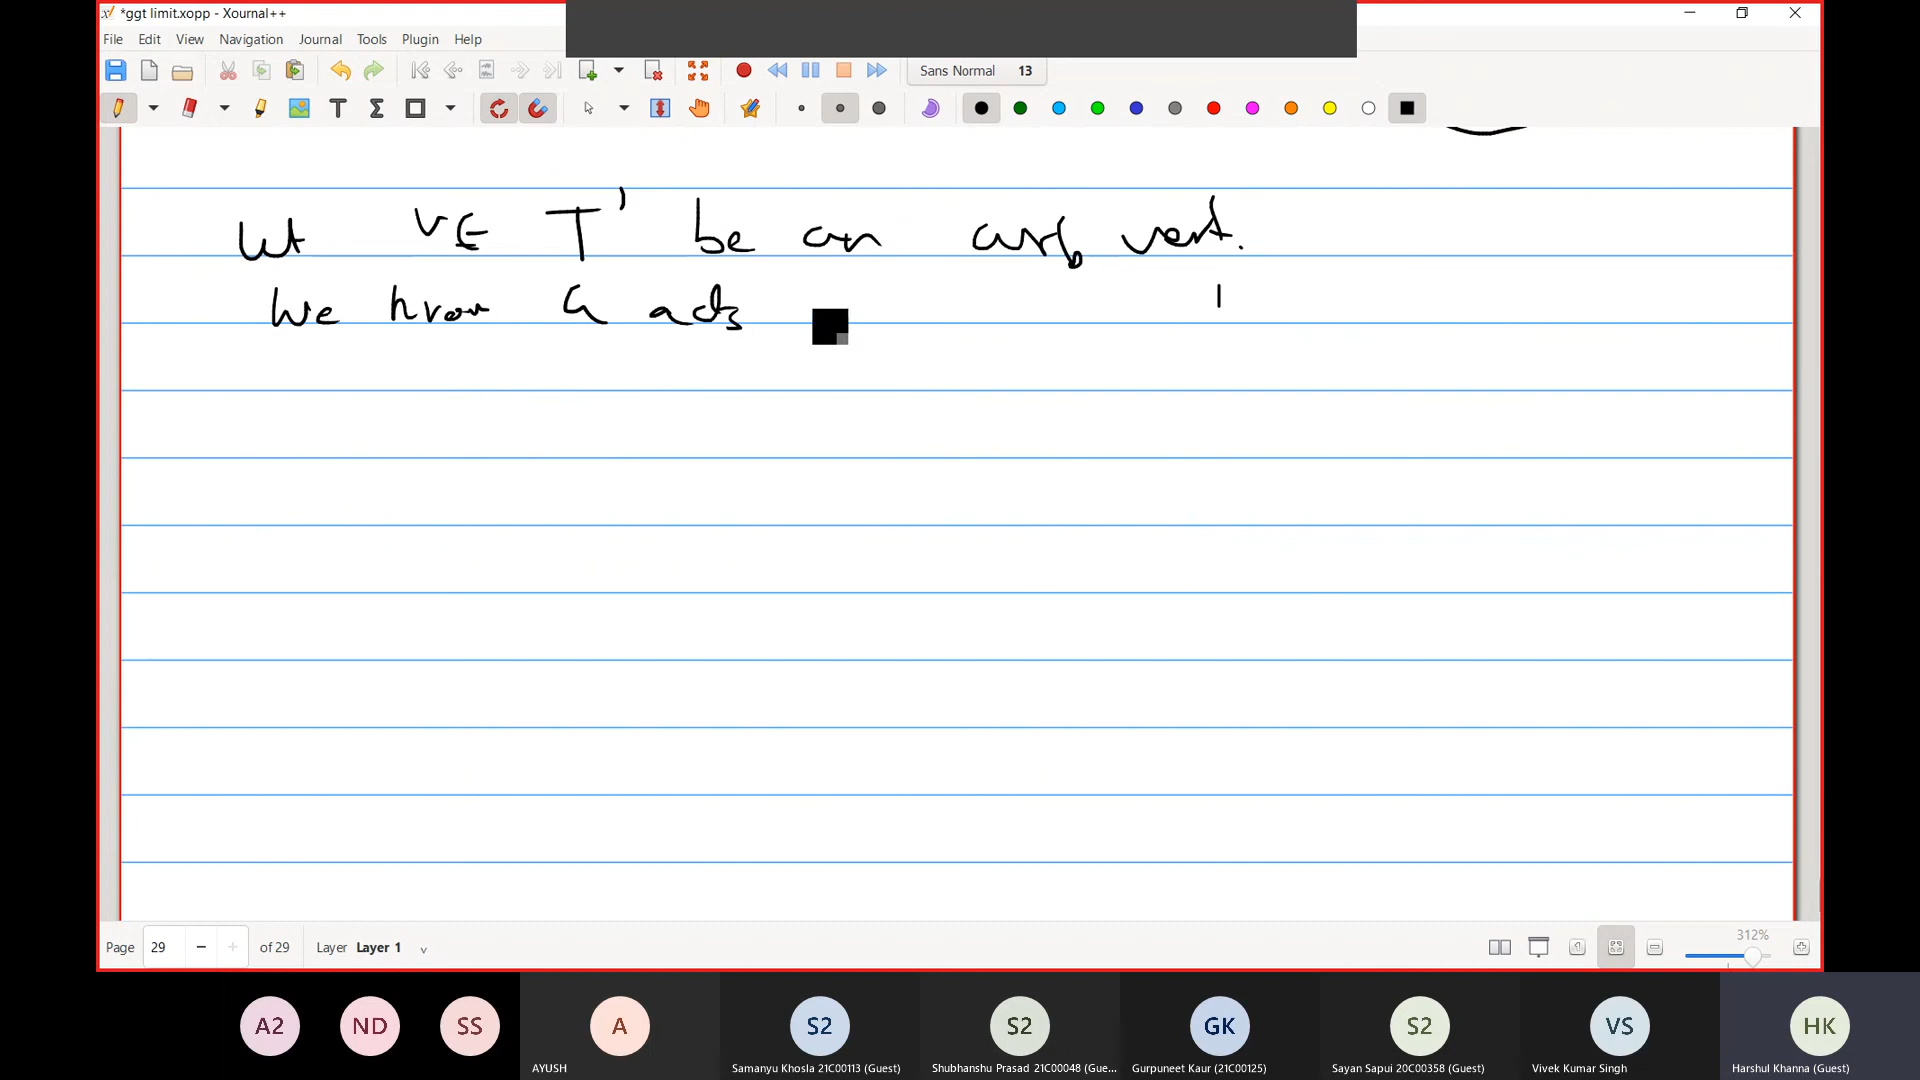 *ggt limit.xopp - Xournal++
File Edit View Navigation Journal Tools Plugin Help
Sans Normal 13
T
Let v ∈ T' be an arb vert.
We know G acts
Page 29 of 29 Layer Layer 1 312%
A2 ND SS A S2 S2 GK S2 VS HK
AYUSH Samanyu Khosla 21C00113 (Guest) Shubhanshu Prasad 21C00048 (Gue... Gurpuneet Kaur (21C00125) Sayan Sapui 20C00358 (Guest) Vivek Kumar Singh Harshul Khanna (Guest)